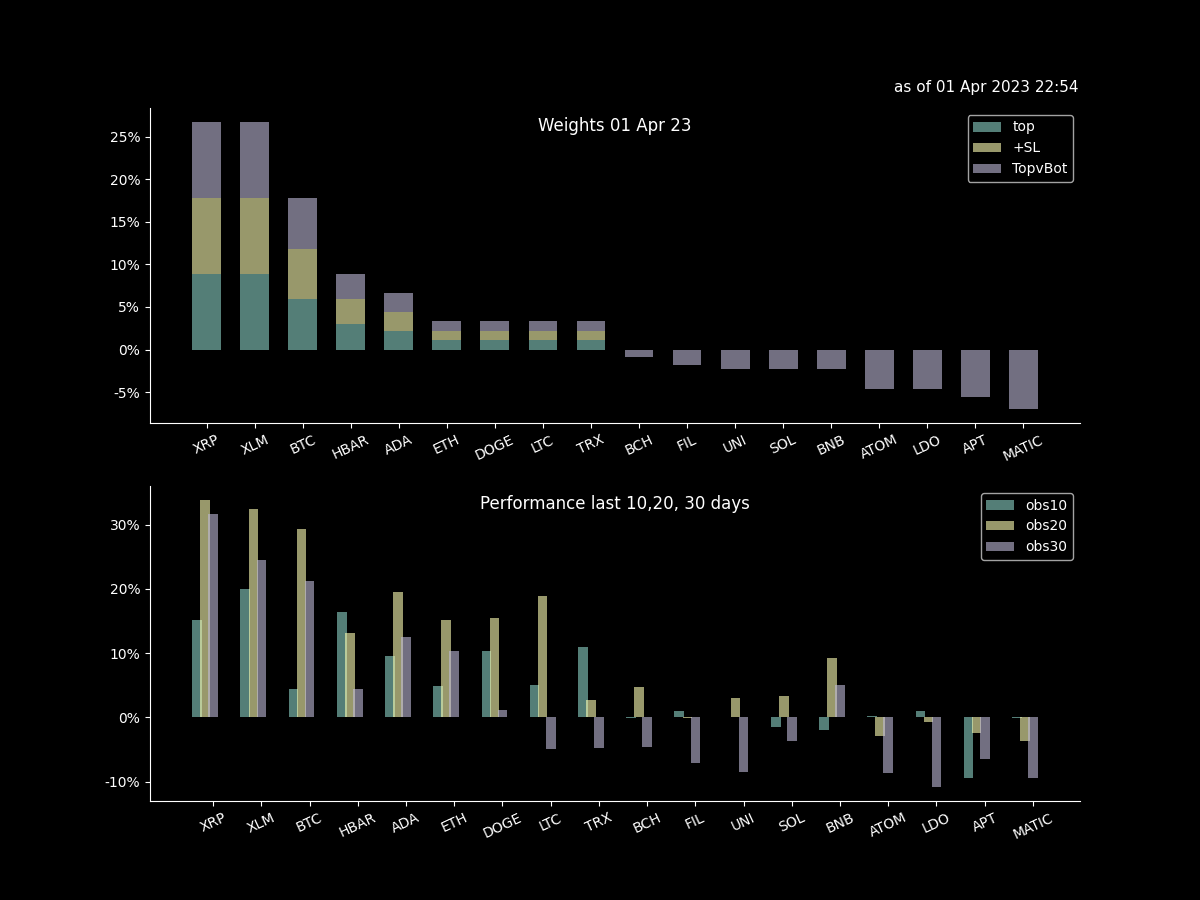 as of 01 Apr 2023 22:54
Weights 01 Apr 23
top
+SL
TopvBot
25%
20%
15%
10%
5%
0%
-5%
XRP XLM BTC HBAR ADA ETH DOGE LTC TRX BCH FIL UNI SOL BNB ATOM LDO APT MATIC
Performance last 10,20, 30 days
obs10
obs20
obs30
30%
20%
10%
0%
-10%
XRP XLM BTC HBAR ADA ETH DOGE LTC TRX BCH FIL UNI SOL BNB ATOM LDO APT MATIC